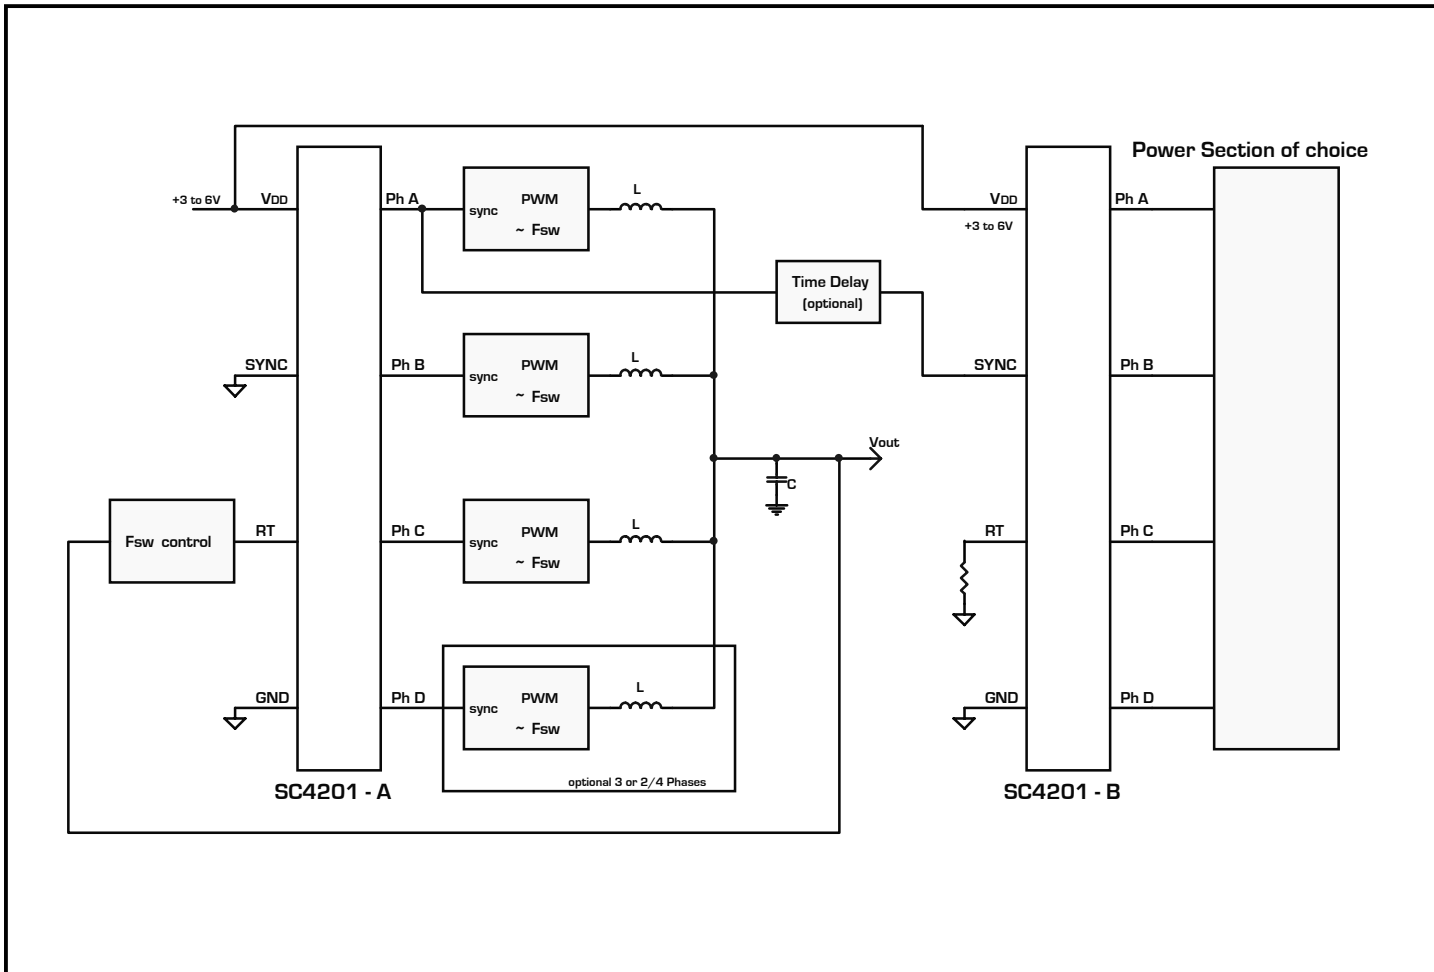 Power Section of choice
+3 to 6V
VDD
Ph A
sync
PWM
~ Fsw
L
VDD
+3 to 6V
Ph A
Time Delay
(optional)
SYNC
Ph B
sync
PWM
~ Fsw
L
SYNC
Ph B
Vout
C
Fsw control
RT
Ph C
sync
PWM
~ Fsw
L
RT
Ph C
GND
Ph D
sync
PWM
~ Fsw
L
GND
Ph D
optional 3 or 2/4 Phases
SC4201 - A
SC4201 - B